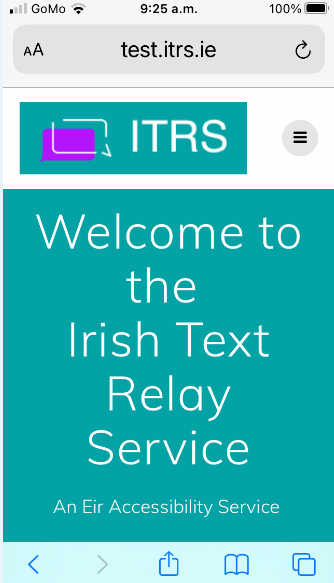 GoMo 9:25 a.m. 100%
AA test.itrs.ie
ITRS
Welcome to
the
Irish Text
Relay
Service
An Eir Accessibility Service